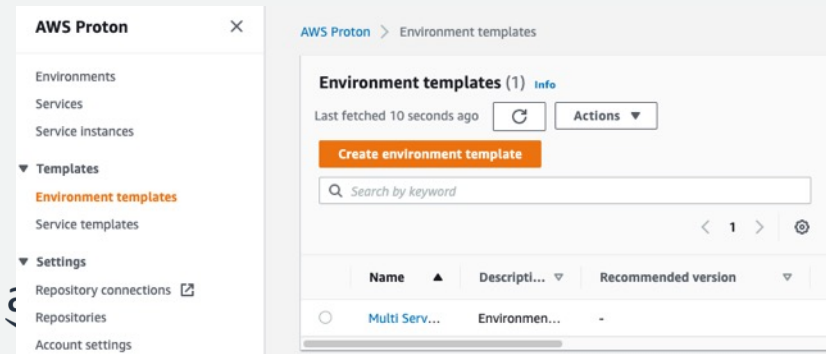 AWS Proton
Environments
Services
Service instances
Templates
Environment templates
Service templates
Settings
Repository connections
Repositories
Account settings
AWS Proton > Environment templates
Environment templates (1) Info
Last fetched 10 seconds ago
Actions
Create environment template
Search by keyword
< 1 >
Name Descripti... Recommended version
Multi Serv... Environmen... -